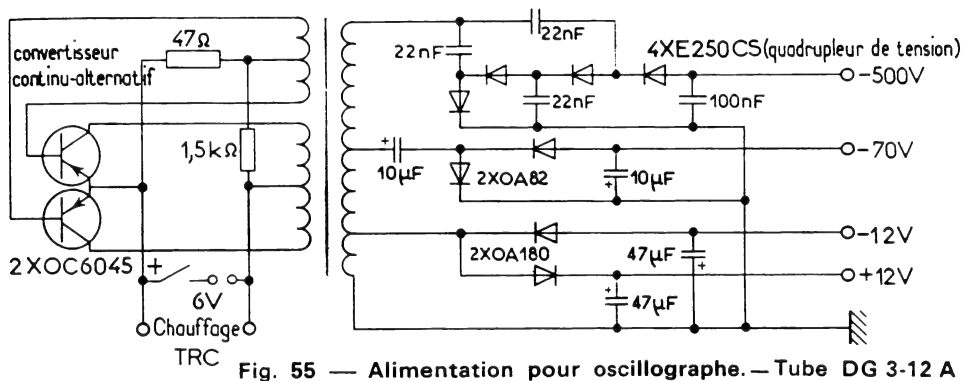 convertisseur
continu-alternatif
47Ω
1,5kΩ
2XOC6045
+
6V
Chauffage
TRC
22nF
22nF
22nF
100nF
4XE250CS (quadrupleur de tension)
-500V
+
10µF
2XOA82
+
10µF
-70V
2XOA180
47µF
+
-12V
+
47µF
+12V
Fig. 55 — Alimentation pour oscillographe. — Tube DG 3-12 A